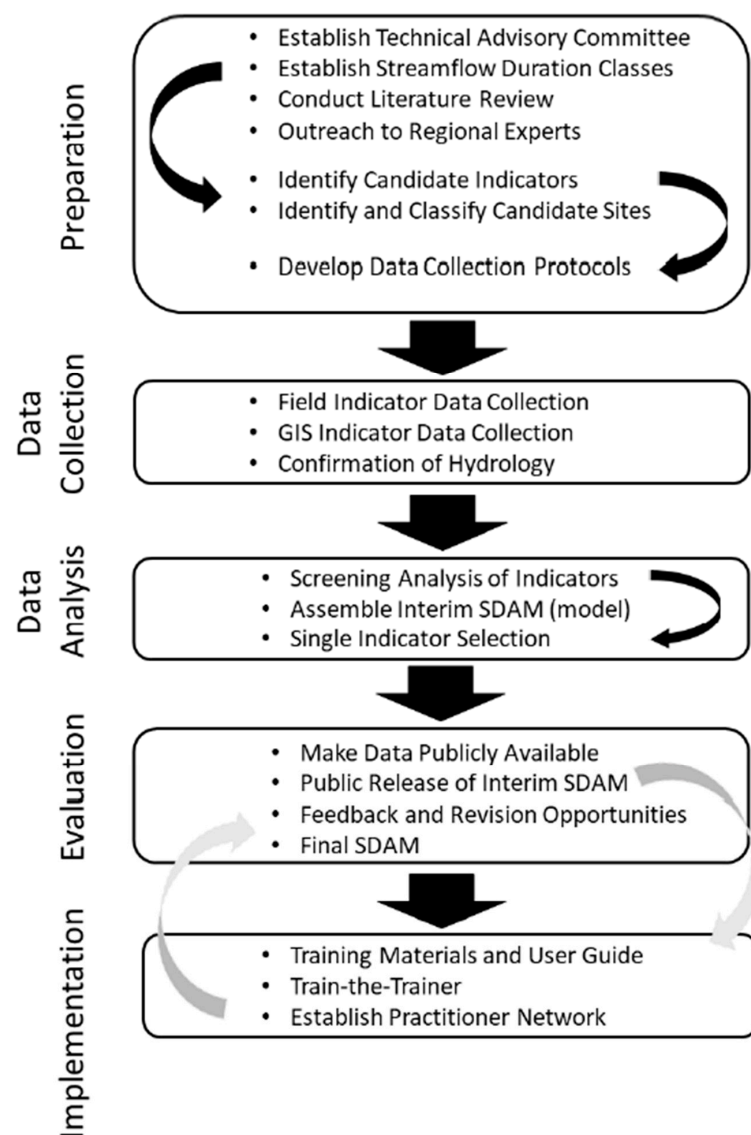 Preparation
• Establish Technical Advisory Committee
• Establish Streamflow Duration Classes
• Conduct Literature Review
• Outreach to Regional Experts
• Identify Candidate Indicators
• Identify and Classify Candidate Sites
• Develop Data Collection Protocols
Data
Collection
• Field Indicator Data Collection
• GIS Indicator Data Collection
• Confirmation of Hydrology
Data
Analysis
• Screening Analysis of Indicators
• Assemble Interim SDAM (model)
• Single Indicator Selection
Evaluation
• Make Data Publicly Available
• Public Release of Interim SDAM
• Feedback and Revision Opportunities
• Final SDAM
Implementation
• Training Materials and User Guide
• Train-the-Trainer
• Establish Practitioner Network